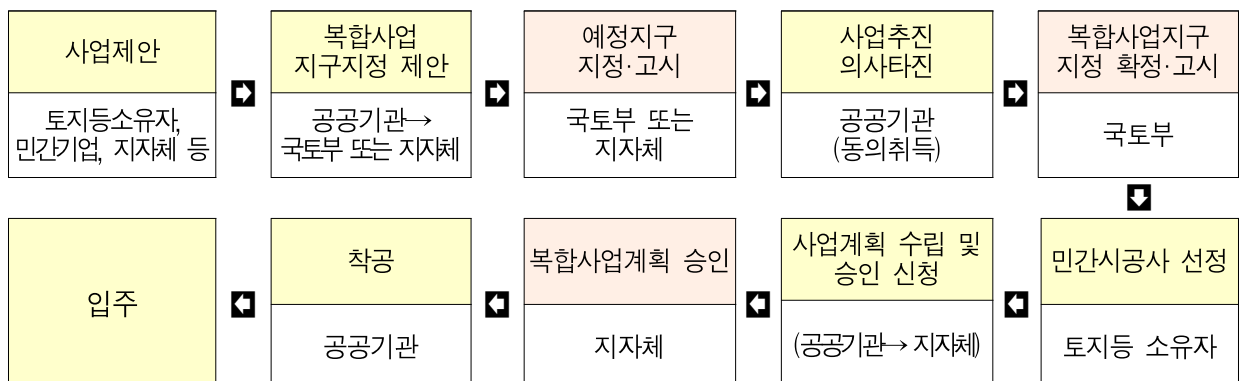 사업제안
토지등소유자,
민간기업, 지자체 등
복합사업
지구지정 제안
공공기관→
국토부 또는 지자체
예정지구
지정·고시
국토부 또는
지자체
사업추진
의사타진
공공기관
(동의취득)
복합사업지구
지정 확정·고시
국토부
민간시공사 선정
토지등 소유자
사업계획 수립 및
승인 신청
(공공기관→ 지자체)
복합사업계획 승인
지자체
착공
공공기관
입주